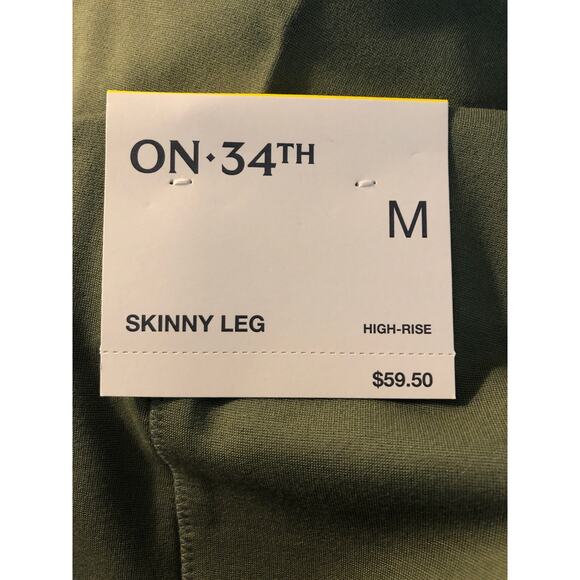 ON⬩34TH
M
SKINNY LEG HIGH-RISE
$59.50